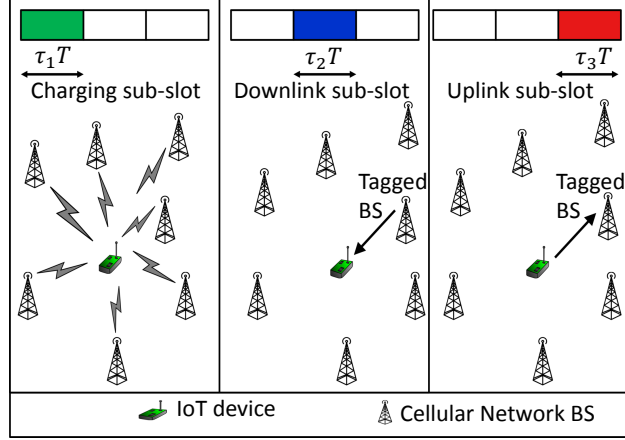 τ₁T
τ₂T
τ₃T
Charging sub-slot
Downlink sub-slot
Uplink sub-slot
Tagged
BS
Tagged
BS
IoT device
Cellular Network BS